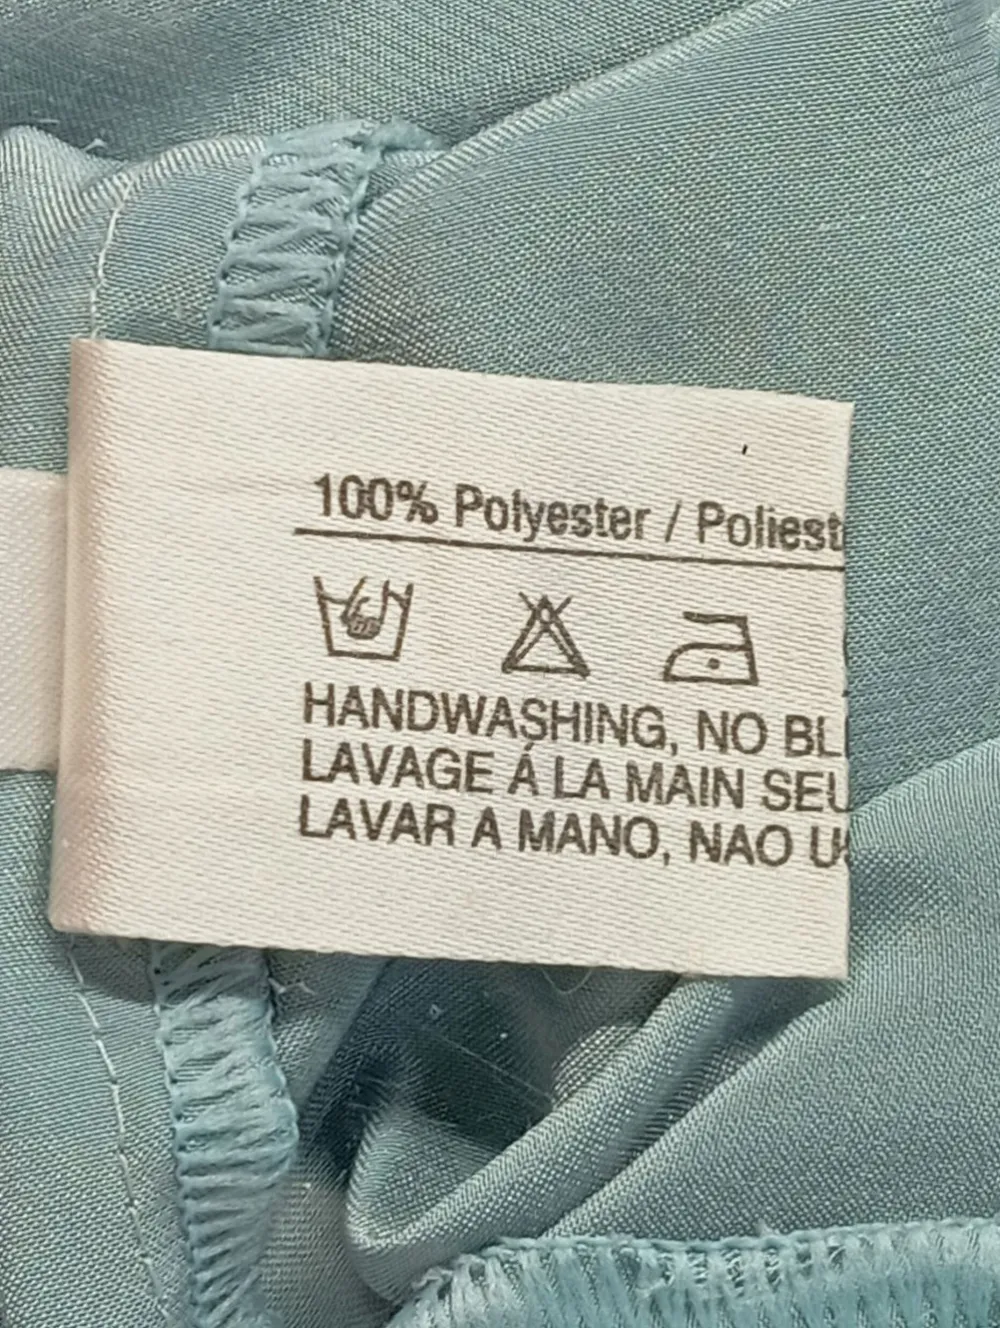 100% Polyester / Poliest
HANDWASHING, NO BL
LAVAGE Á LA MAIN SEU
LAVAR A MANO, NAO U